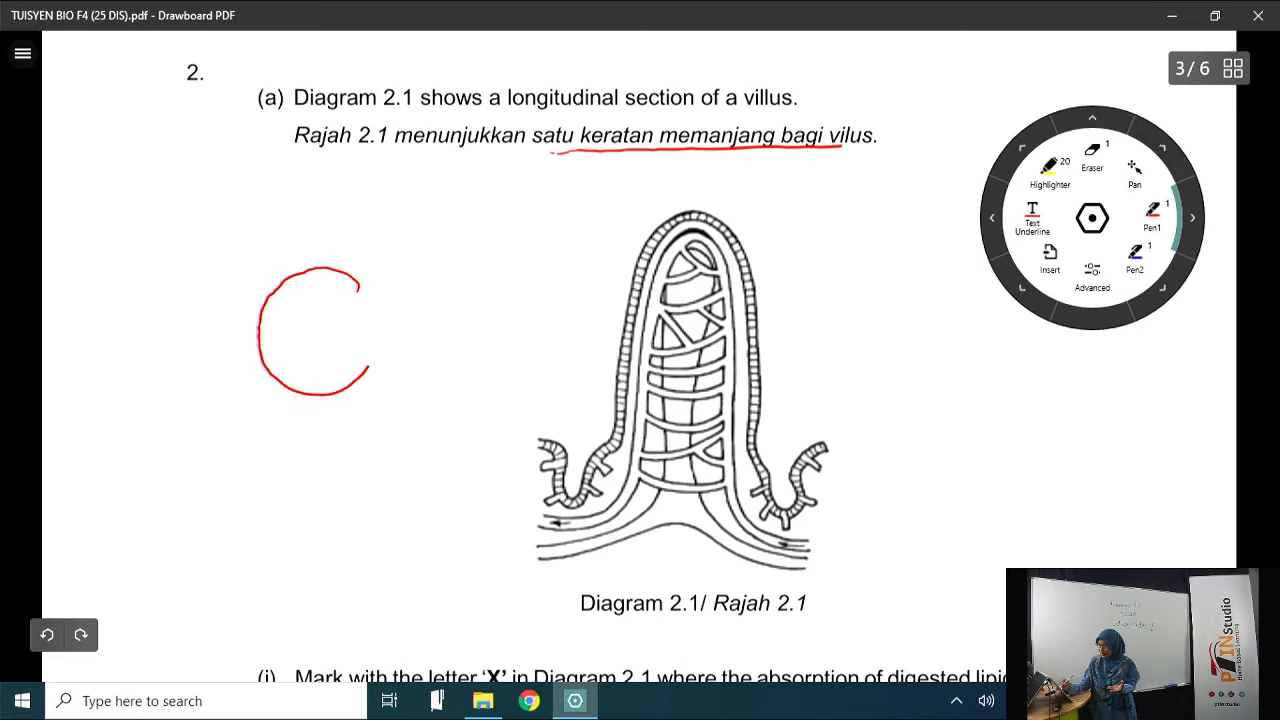 TUISYEN BIO F4 (25 DIS).pdf - Drawboard PDF
3/6
2.
(a) Diagram 2.1 shows a longitudinal section of a villus.
Rajah 2.1 menunjukkan satu keratan memanjang bagi vilus.
1
Eraser
20
Highlighter
Pan
T
Text
Underline
1
Pen1
Insert
1
Pen2
Advanced
Diagram 2.1/ Rajah 2.1
(i) Mark with the letter 'X' in Diagram 2.1 where the absorption of digested lipid
Studio
Type here to search